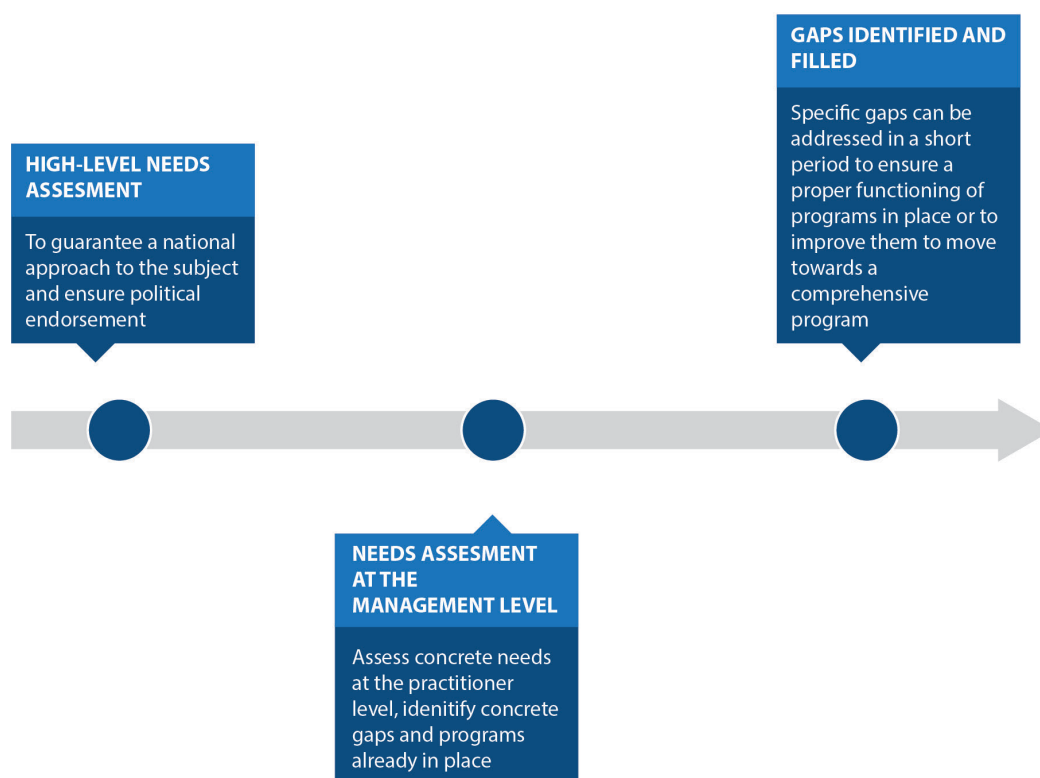 HIGH-LEVEL NEEDS
ASSESMENT
To guarantee a national
approach to the subject
and ensure political
endorsement
NEEDS ASSESMENT
AT THE
MANAGEMENT LEVEL
Assess concrete needs
at the practitioner
level, idenitify concrete
gaps and programs
already in place
GAPS IDENTIFIED AND
FILLED
Specific gaps can be
addressed in a short
period to ensure a
proper functioning of
programs in place or to
improve them to move
towards a
comprehensive
program